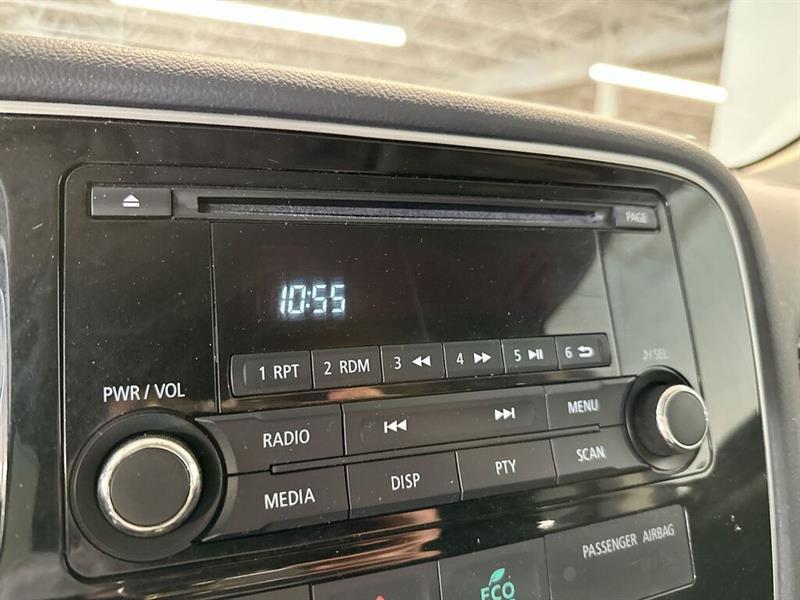 PAGE
10:55
1 RPT
2 RDM
3
4
5
6
PWR / VOL
♪/SEL
RADIO
MENU
MEDIA
DISP
PTY
SCAN
PASSENGER AIRBAG
ECO